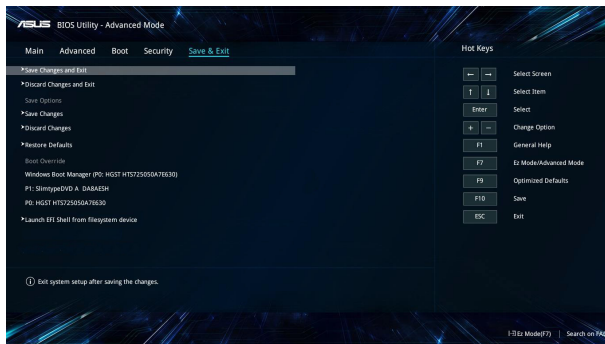 ASUS BIOS Utility - Advanced Mode
Main Advanced Boot Security Save & Exit
Save Changes and Exit
Discard Changes and Exit
Save Options
Save Changes
Discard Changes
Restore Defaults
Boot Override
Windows Boot Manager (P0: HGST HTS725050A7E630)
P1: SlimtypeDVD A DA8AESH
P0: HGST HTS725050A7E630
Launch EFI Shell from filesystem device
Exit system setup after saving the changes.
Hot Keys
← → Select Screen
↑ ↓ Select Item
Enter Select
+ − Change Option
F1 General Help
F7 Ez Mode/Advanced Mode
F9 Optimized Defaults
F10 Save
ESC Exit
Ez Mode(F7) | Search on FAQ